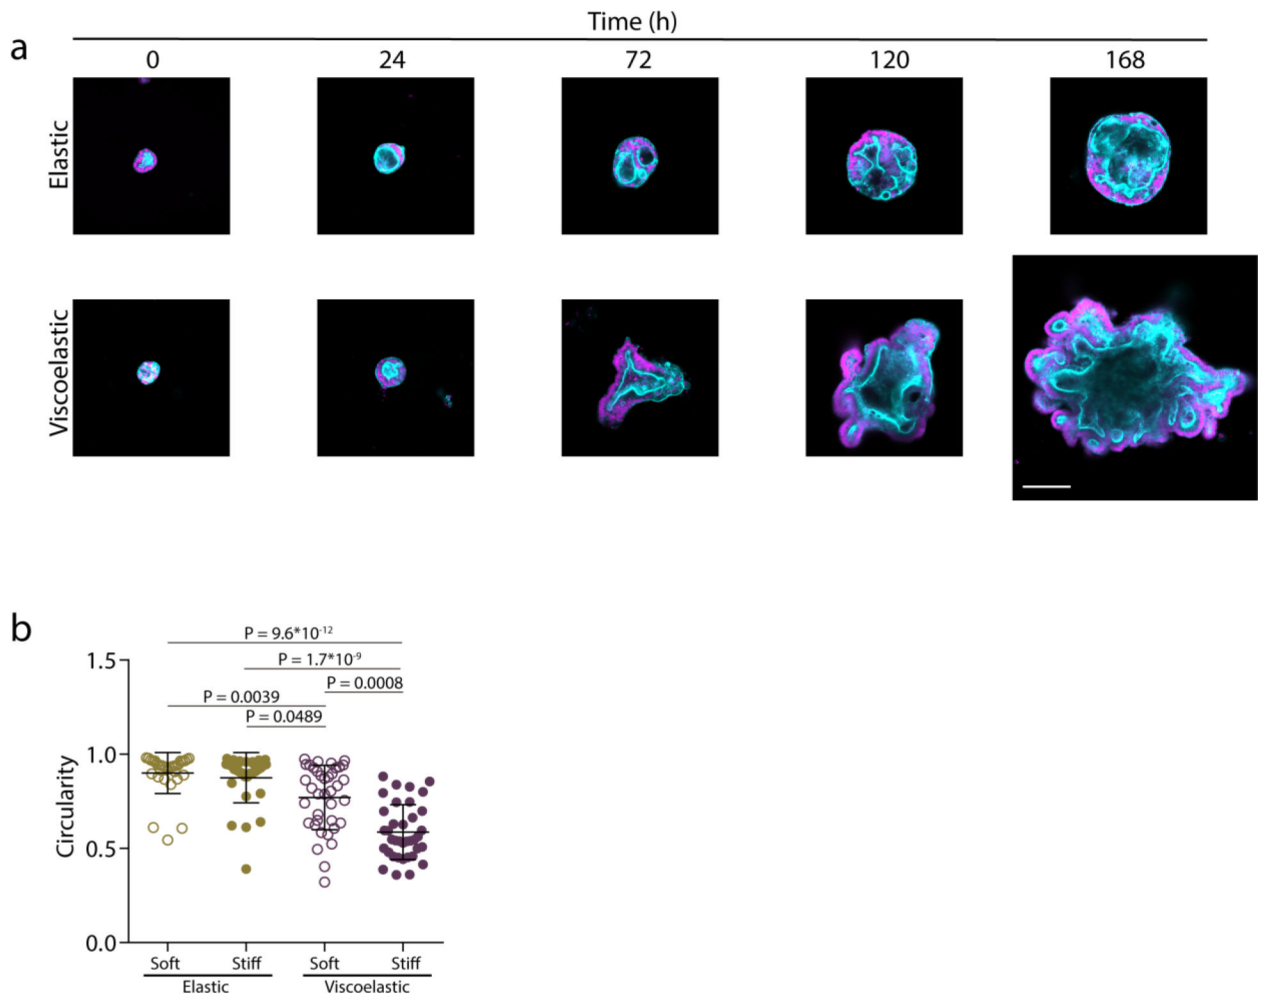 Time (h)
a
0 24 72 120 168
Elastic
Viscoelastic
b
P = 9.6*10-12
P = 1.7*10-9
P = 0.0008
P = 0.0039
P = 0.0489
1.5
1.0
0.5
0.0
Circularity
Soft Stiff Soft Stiff
Elastic Viscoelastic